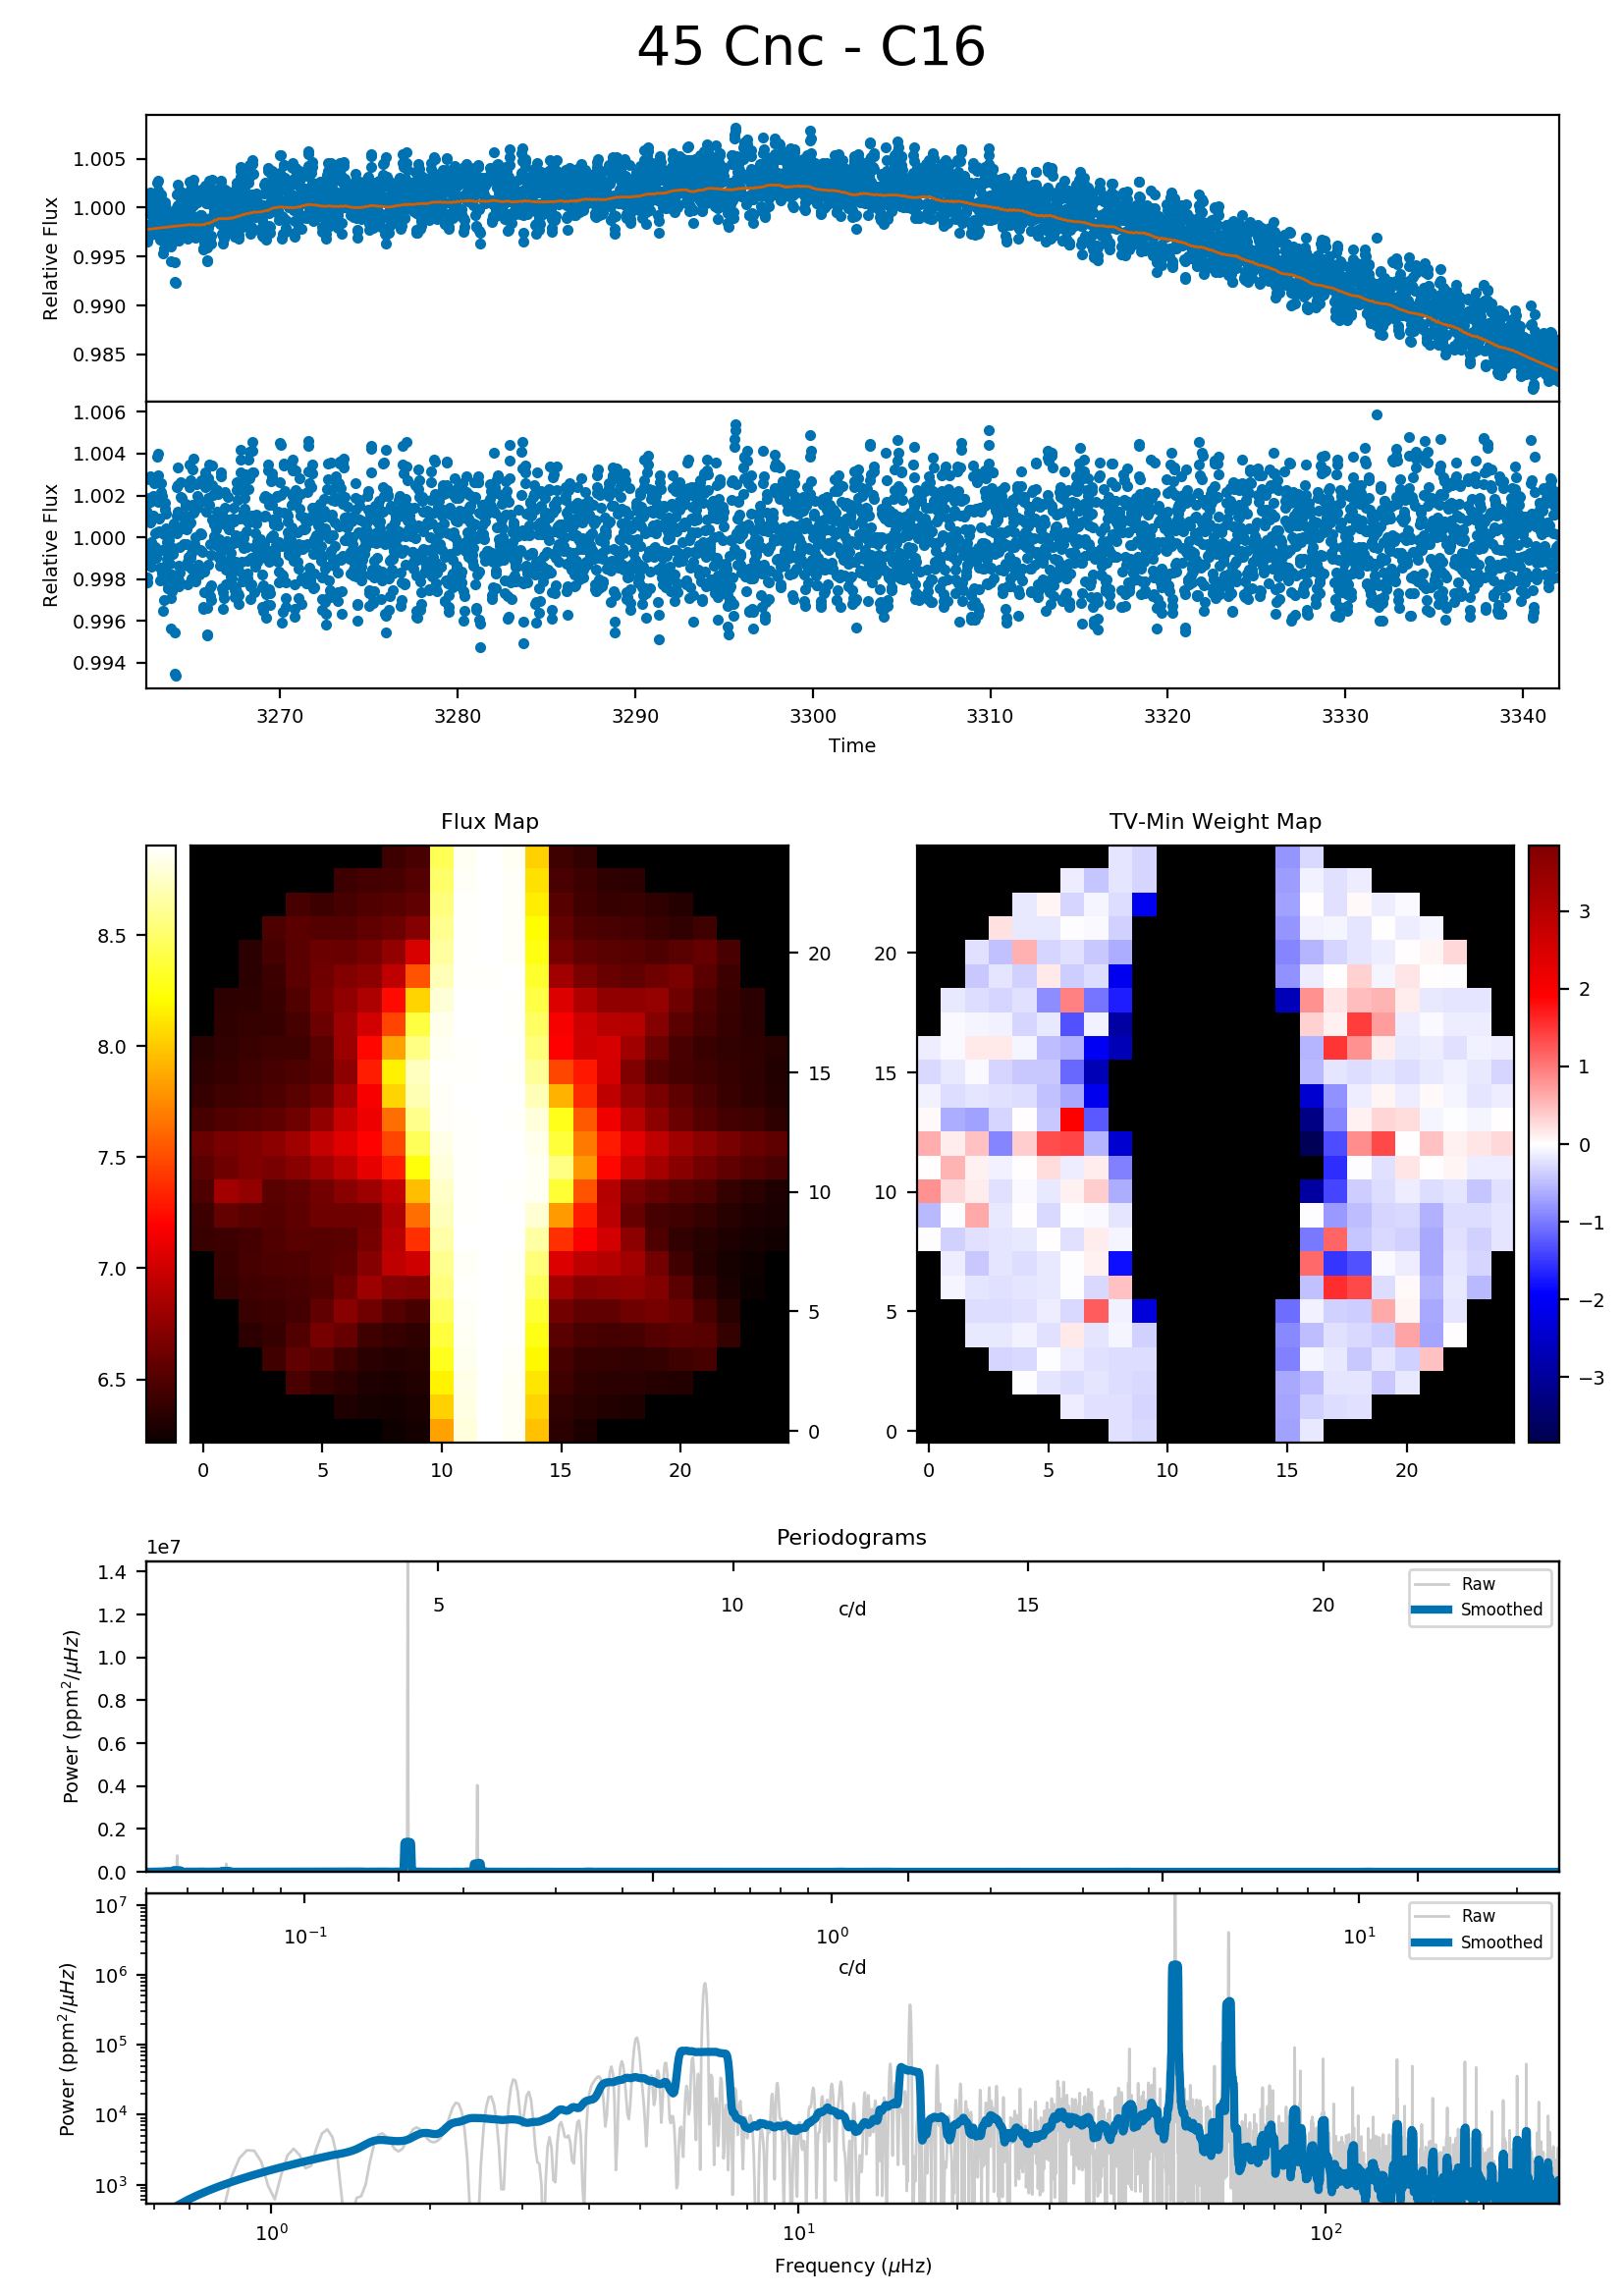 45 Cnc - C16
1.005
1.000
0.995
0.990
0.985
Relative Flux
1.006
1.004
1.002
1.000
0.998
0.996
0.994
Relative Flux
3270 3280 3290 3300 3310 3320 3330 3340
Time
Flux Map
8.5
8.0
7.5
7.0
6.5
20
15
10
5
0
0 5 10 15 20
TV-Min Weight Map
20
15
10
5
0
0 5 10 15 20
3
2
1
0
−1
−2
−3
Periodograms
1e7
1.4
1.2
1.0
0.8
0.6
0.4
0.2
0.0
Power (ppm²/μHz)
5 10 15 20
c/d
Raw
Smoothed
10⁷
10⁶
10⁵
10⁴
10³
Power (ppm²/μHz)
10⁻¹ 10⁰ 10¹
c/d
Raw
Smoothed
10⁰ 10¹ 10²
Frequency (μHz)